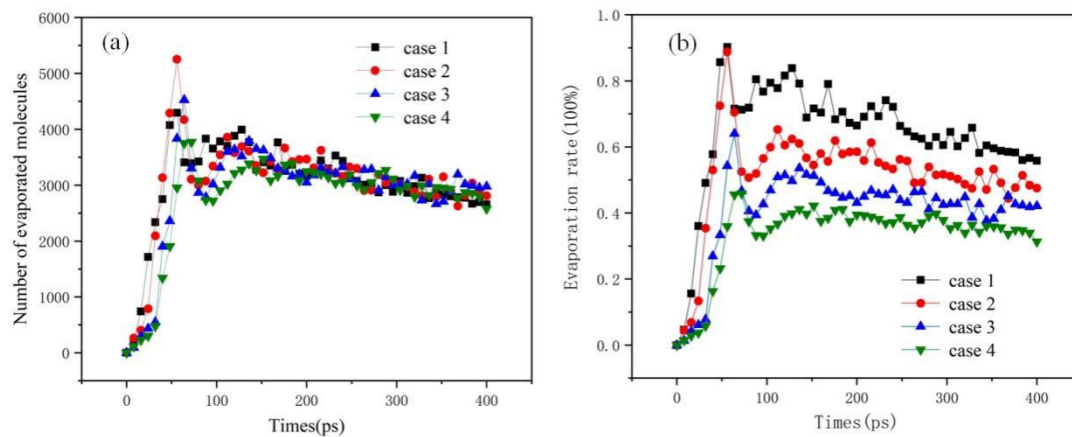 (a)
case 1
case 2
case 3
case 4
Number of evaporated molecules
6000
5000
4000
3000
2000
1000
0
0 100 200 300 400
Times(ps)
(b)
Evaporation rate(100%)
1.0
0.8
0.6
0.4
0.2
0.0
case 1
case 2
case 3
case 4
0 100 200 300 400
Times(ps)